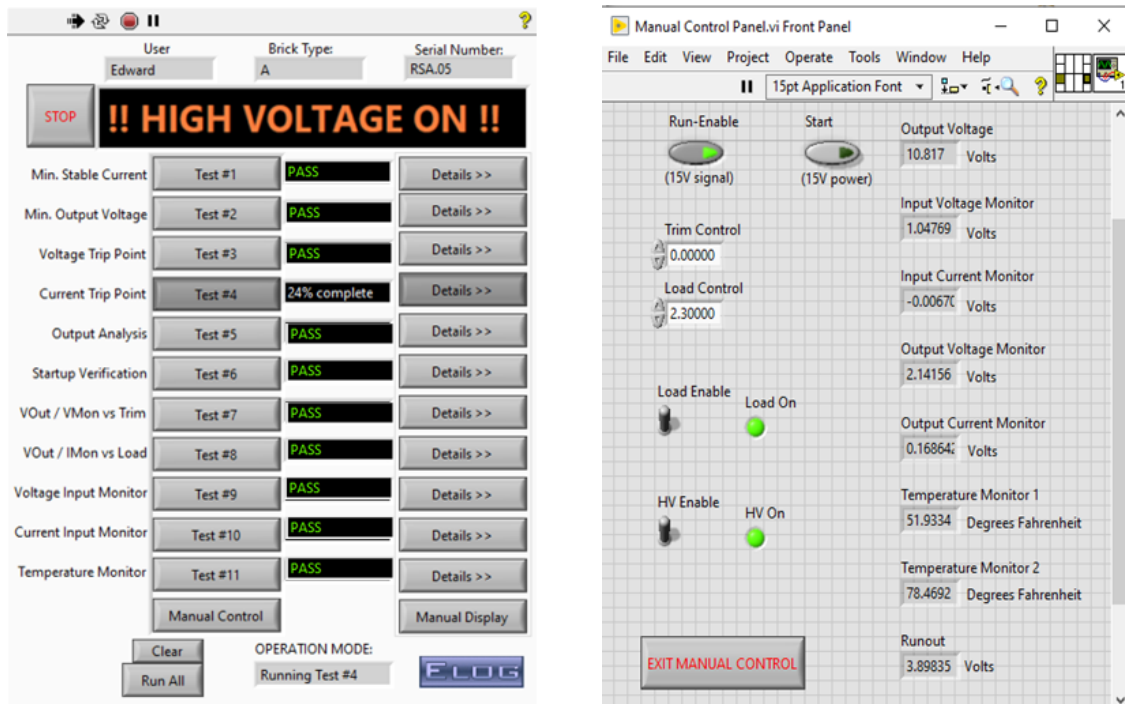 User Brick Type: Serial Number:
Edward A RSA.05
STOP !! HIGH VOLTAGE ON !!
Min. Stable Current Test #1 PASS Details >>
Min. Output Voltage Test #2 PASS Details >>
Voltage Trip Point Test #3 PASS Details >>
Current Trip Point Test #4 24% complete Details >>
Output Analysis Test #5 PASS Details >>
Startup Verification Test #6 PASS Details >>
VOut / VMon vs Trim Test #7 PASS Details >>
VOut / IMon vs Load Test #8 PASS Details >>
Voltage Input Monitor Test #9 PASS Details >>
Current Input Monitor Test #10 PASS Details >>
Temperature Monitor Test #11 PASS Details >>
Manual Control Manual Display
Clear OPERATION MODE:
Run All Running Test #4 ELOG
Manual Control Panel.vi Front Panel
File Edit View Project Operate Tools Window Help
15pt Application Font
1
Run-Enable Start
(15V signal) (15V power)
Trim Control
0.00000
Load Control
2.30000
Load Enable Load On
HV Enable HV On
EXIT MANUAL CONTROL
Output Voltage
10.817 Volts
Input Voltage Monitor
1.04769 Volts
Input Current Monitor
-0.00670 Volts
Output Voltage Monitor
2.14156 Volts
Output Current Monitor
0.168642 Volts
Temperature Monitor 1
51.9334 Degrees Fahrenheit
Temperature Monitor 2
78.4692 Degrees Fahrenheit
Runout
3.89835 Volts